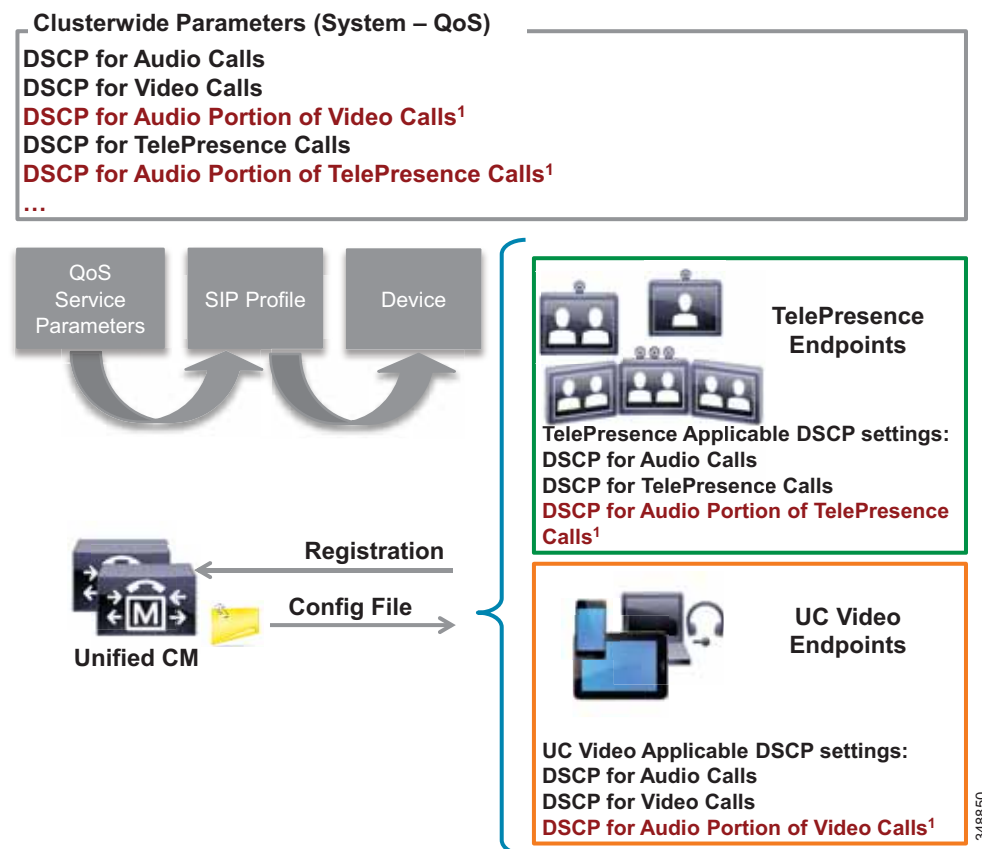 Clusterwide Parameters (System – QoS)
DSCP for Audio Calls
DSCP for Video Calls
DSCP for Audio Portion of Video Calls¹
DSCP for TelePresence Calls
DSCP for Audio Portion of TelePresence Calls¹
…
QoS
Service
Parameters
SIP Profile
Device
TelePresence
Endpoints
TelePresence Applicable DSCP settings:
DSCP for Audio Calls
DSCP for TelePresence Calls
DSCP for Audio Portion of TelePresence
Calls¹
Registration
Config File
M
Unified CM
UC Video
Endpoints
UC Video Applicable DSCP settings:
DSCP for Audio Calls
DSCP for Video Calls
DSCP for Audio Portion of Video Calls¹
348850